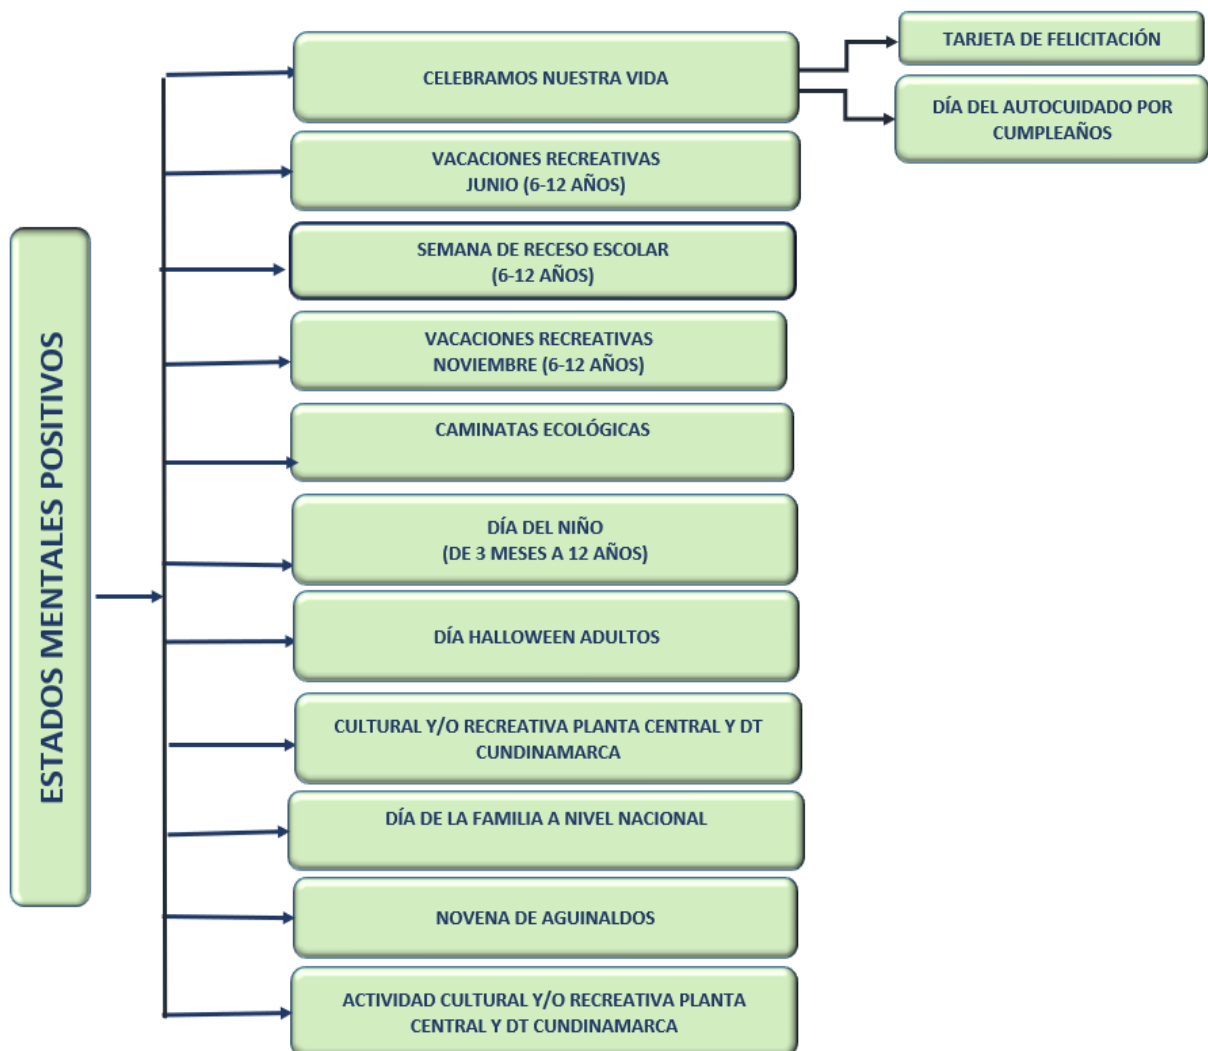 ESTADOS MENTALES POSITIVOS
CELEBRAMOS NUESTRA VIDA
TARJETA DE FELICITACIÓN
DÍA DEL AUTOCUIDADO POR
CUMPLEAÑOS
VACACIONES RECREATIVAS
JUNIO (6-12 AÑOS)
SEMANA DE RECESO ESCOLAR
(6-12 AÑOS)
VACACIONES RECREATIVAS
NOVIEMBRE (6-12 AÑOS)
CAMINATAS ECOLÓGICAS
DÍA DEL NIÑO
(DE 3 MESES A 12 AÑOS)
DÍA HALLOWEEN ADULTOS
CULTURAL Y/O RECREATIVA PLANTA CENTRAL Y DT
CUNDINAMARCA
DÍA DE LA FAMILIA A NIVEL NACIONAL
NOVENA DE AGUINALDOS
ACTIVIDAD CULTURAL Y/O RECREATIVA PLANTA
CENTRAL Y DT CUNDINAMARCA